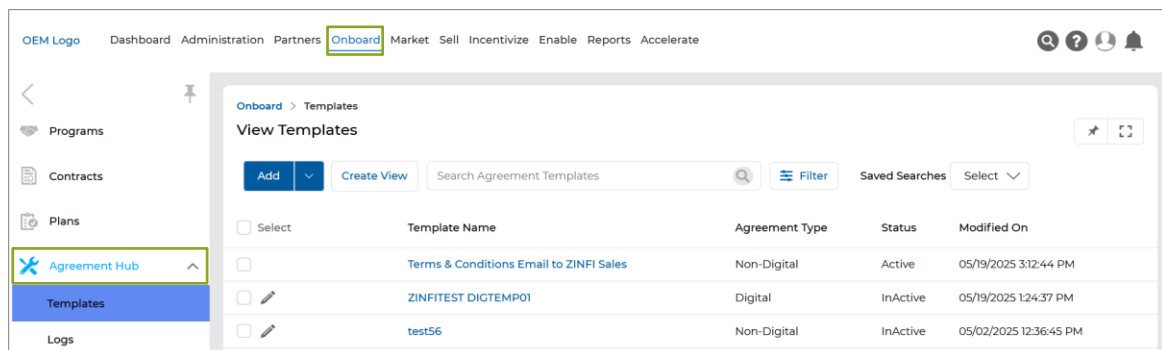 OEM Logo Dashboard Administration Partners Onboard Market Sell Incentivize Enable Reports Accelerate
Programs
Contracts
Plans
Agreement Hub
Templates
Logs
Onboard > Templates
View Templates
Add Create View Search Agreement Templates Filter Saved Searches Select
Select Template Name Agreement Type Status Modified On
Terms & Conditions Email to ZINFI Sales Non-Digital Active 05/19/2025 3:12:44 PM
ZINFITEST DIGTEMP01 Digital InActive 05/19/2025 1:24:37 PM
test56 Non-Digital InActive 05/02/2025 12:36:45 PM